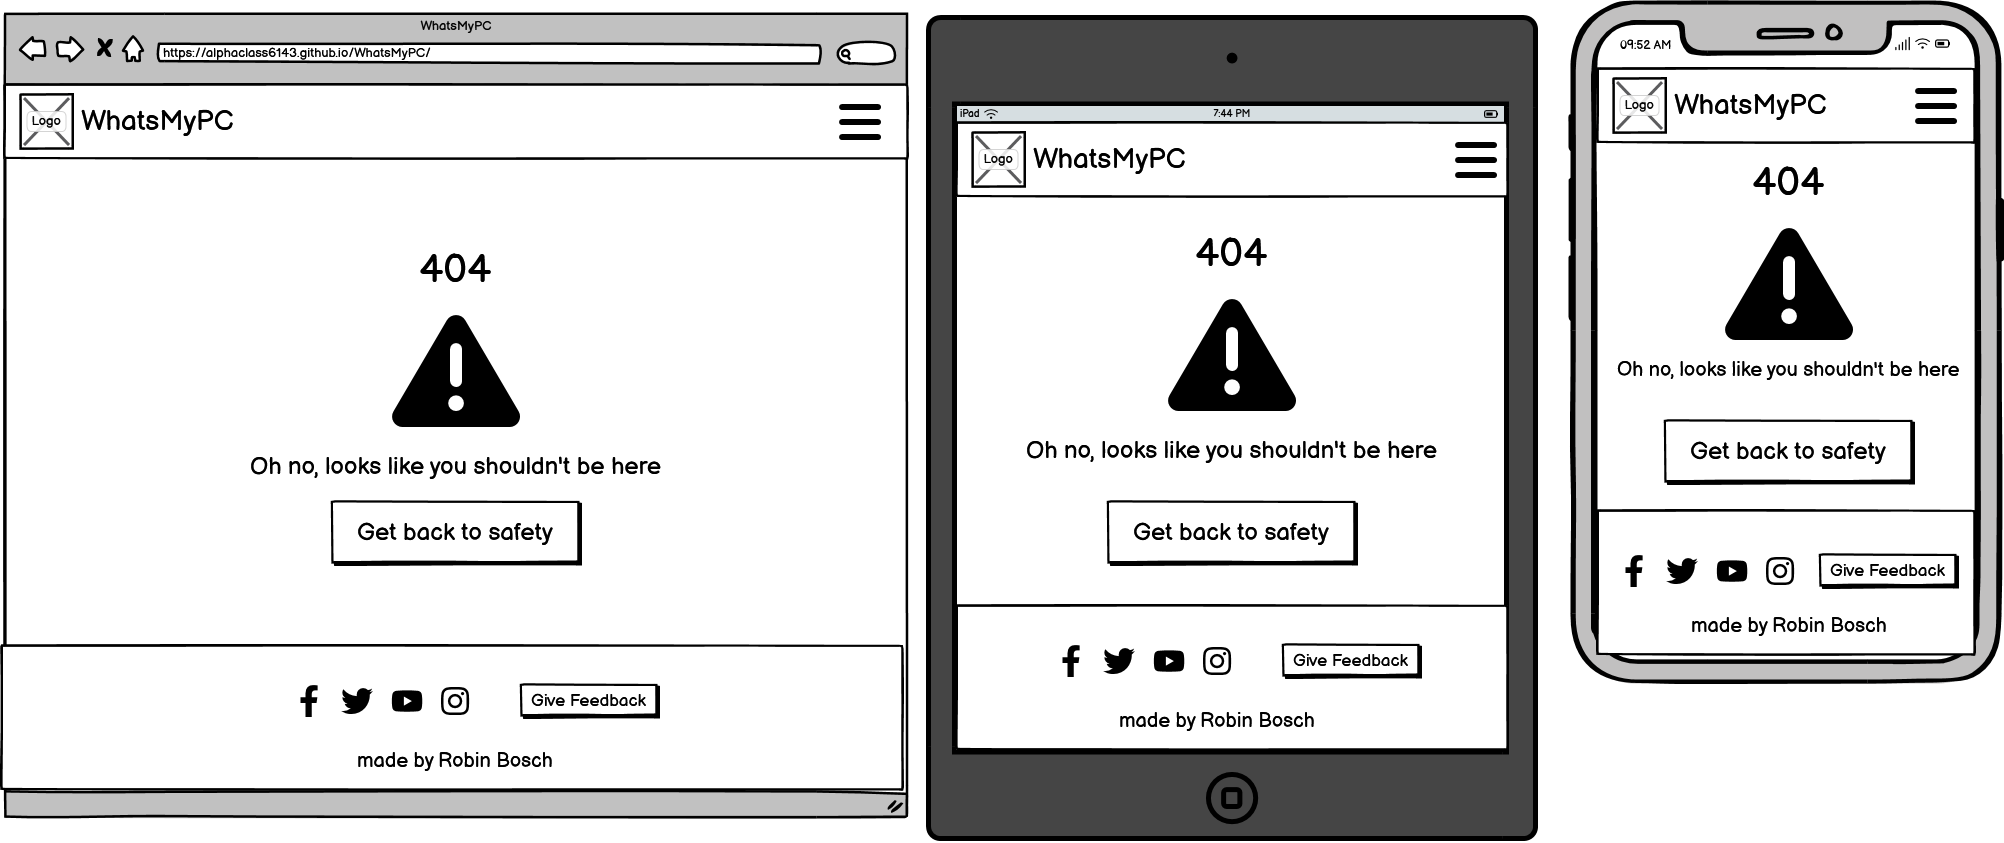 WhatsMyPC
https://alphaclass6143.github.io/WhatsMyPC/
Logo
WhatsMyPC
404
Oh no, looks like you shouldn't be here
Get back to safety
Give Feedback
made by Robin Bosch
iPad
7:44 PM
Logo
WhatsMyPC
404
Oh no, looks like you shouldn't be here
Get back to safety
Give Feedback
made by Robin Bosch
09:52 AM
Logo
WhatsMyPC
404
Oh no, looks like you shouldn't be here
Get back to safety
Give Feedback
made by Robin Bosch